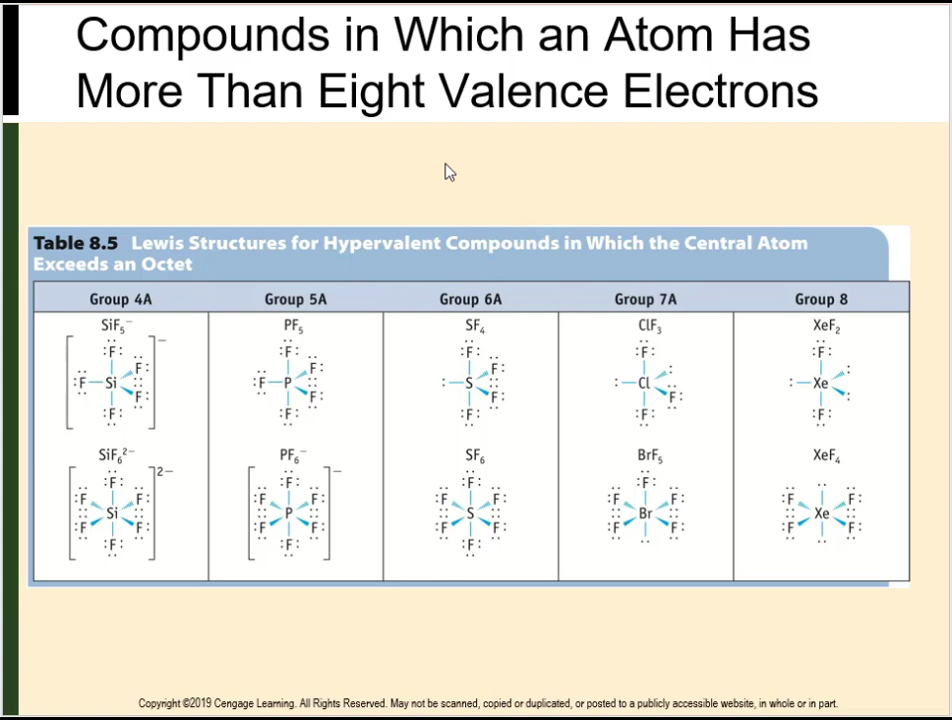 Compounds in Which an Atom Has
More Than Eight Valence Electrons
Table 8.5 Lewis Structures for Hypervalent Compounds in Which the Central Atom
Exceeds an Octet
Group 4A Group 5A Group 6A Group 7A Group 8
SiF₅⁻ PF₅ SF₄ ClF₃ XeF₂
:F: :F: :F: :F: :F:
F: F: F: : :
:F—Si :F—P :—S :—Cl :—Xe
F: F: F: F: :
:F: :F: :F: :F: :F:
SiF₆²⁻ PF₆⁻ SF₆ BrF₅ XeF₄
:F: :F: :F: :F: ..
:F F: :F F: :F F: :F F: :F F:
Si P S Br Xe
:F F: :F F: :F F: :F F: :F F:
:F: :F: :F: .. ..
Copyright ©2019 Cengage Learning. All Rights Reserved. May not be scanned, copied or duplicated, or posted to a publicly accessible website, in whole or in part.